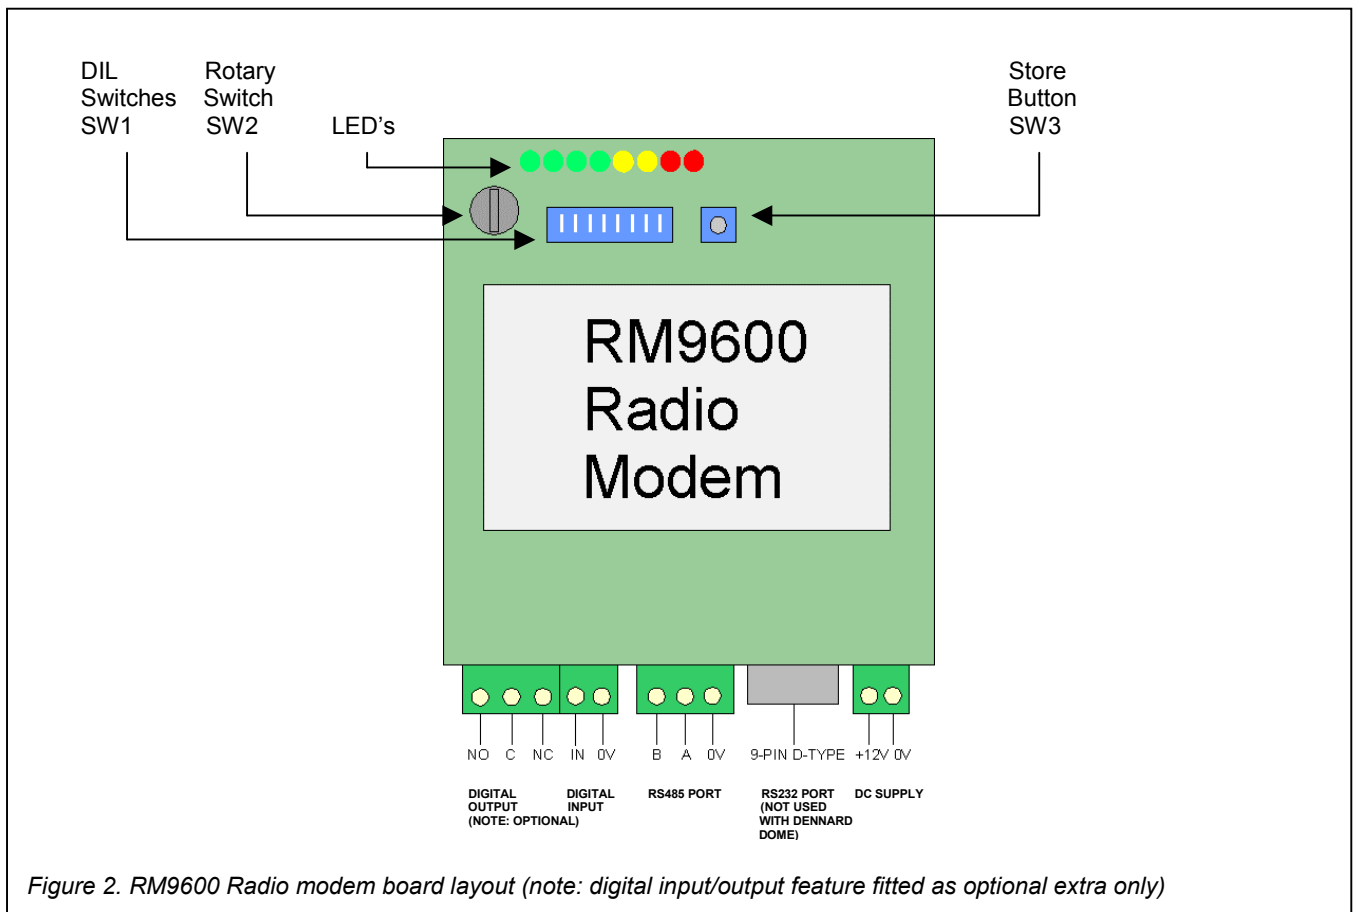 DIL
Switches
SW1
Rotary
Switch
SW2
LED's
Store
Button
SW3
RM9600
Radio
Modem
NO C NC IN 0V B A 0V 9-PIN D-TYPE +12V 0V
DIGITAL
OUTPUT
(NOTE: OPTIONAL)
DIGITAL
INPUT
RS485 PORT
RS232 PORT
(NOT USED
WITH DENNARD
DOME)
DC SUPPLY
Figure 2. RM9600 Radio modem board layout (note: digital input/output feature fitted as optional extra only)